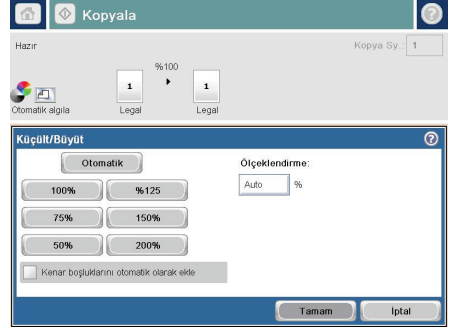 Kopyala
Hazır
Kopya Sy.: 1
%100
1 1
Otomatik algıla Legal Legal
Küçült/Büyüt
Otomatik
Ölçeklendirme:
100% %125
Auto %
75% 150%
50% 200%
Kenar boşluklarını otomatik olarak ekle
Tamam İptal